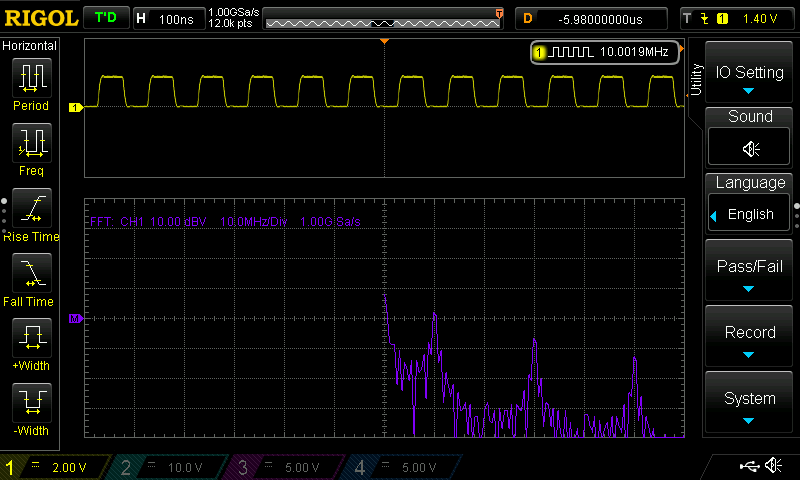 RIGOL T'D H 100ns 1.00GSa/s 12.0k pts T D -5.98000000us T 1 1.40 V
Horizontal
Period
Freq
Rise Time
Fall Time
+Width
-Width
1 10.0019MHz
1
FFT: CH1 10.00 dBV 10.0MHz/Div 1.00G Sa/s
M
Utility
IO Setting
Sound
Language
English
Pass/Fail
Record
System
1 2.00 V 2 10.0 V 3 5.00 V 4 5.00 V